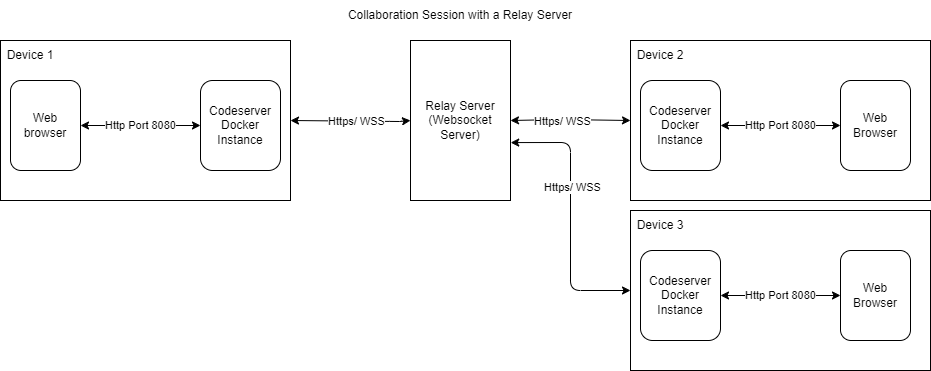 Collaboration Session with a Relay Server
Device 1
Web
browser
Http Port 8080
Codeserver
Docker
Instance
Https/ WSS
Relay Server
(Websocket
Server)
Https/ WSS
Https/ WSS
Device 2
Codeserver
Docker
Instance
Http Port 8080
Web
Browser
Device 3
Codeserver
Docker
Instance
Http Port 8080
Web
Browser